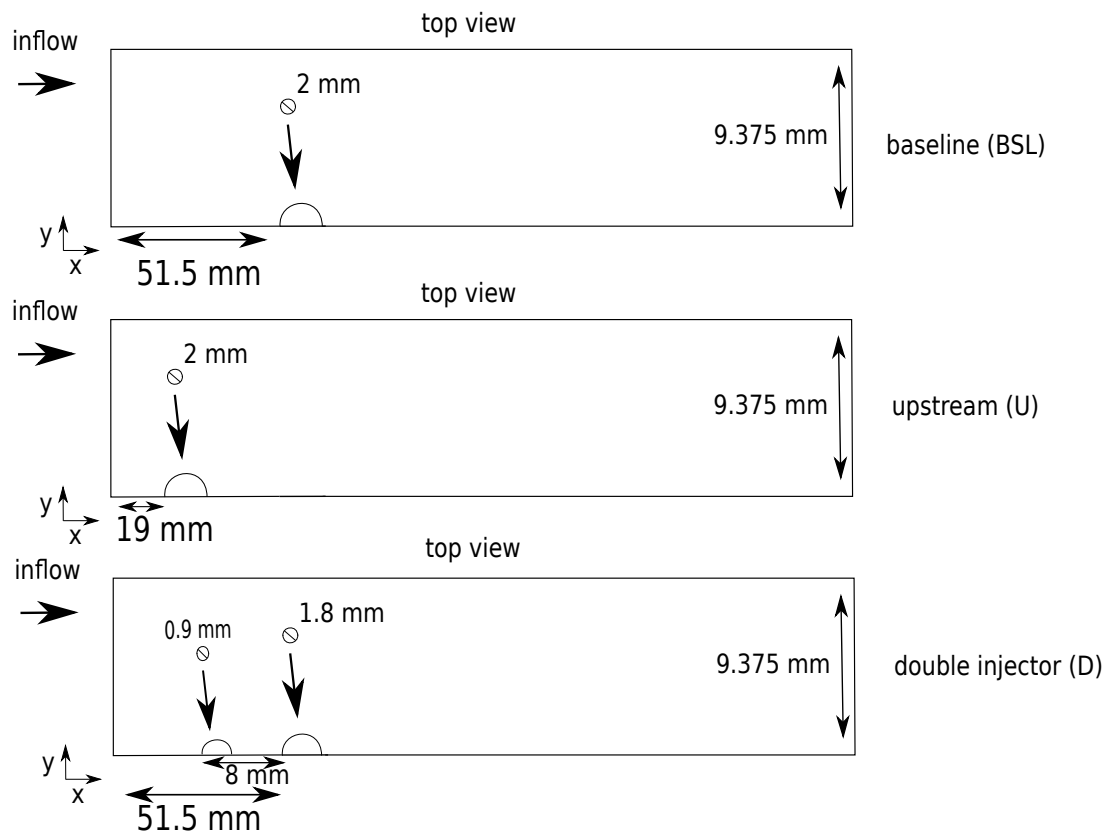 top view
inflow
2 mm
9.375 mm
baseline (BSL)
y
x
51.5 mm
top view
inflow
2 mm
9.375 mm
upstream (U)
y
x
19 mm
top view
inflow
0.9 mm
1.8 mm
9.375 mm
double injector (D)
y
x
8 mm
51.5 mm